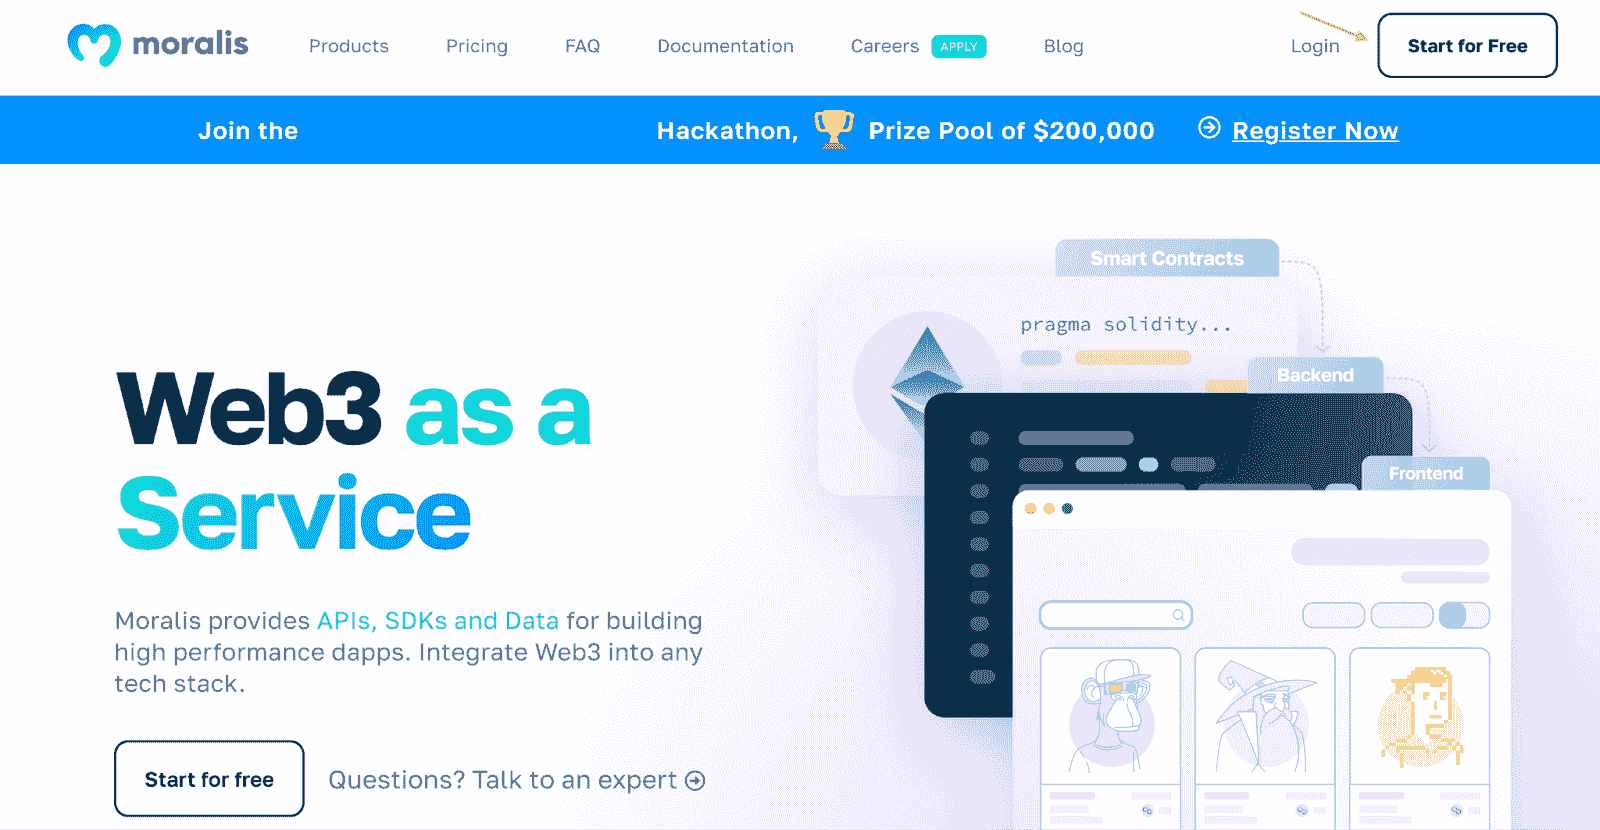 moralis Products Pricing FAQ Documentation Careers APPLY Blog Login Start for Free
Join the Hackathon, Prize Pool of $200,000 Register Now
Smart Contracts
pragma solidity...
Backend
Frontend
Web3 as a
Service
Moralis provides APIs, SDKs and Data for building
high performance dapps. Integrate Web3 into any
tech stack.
Start for free Questions? Talk to an expert